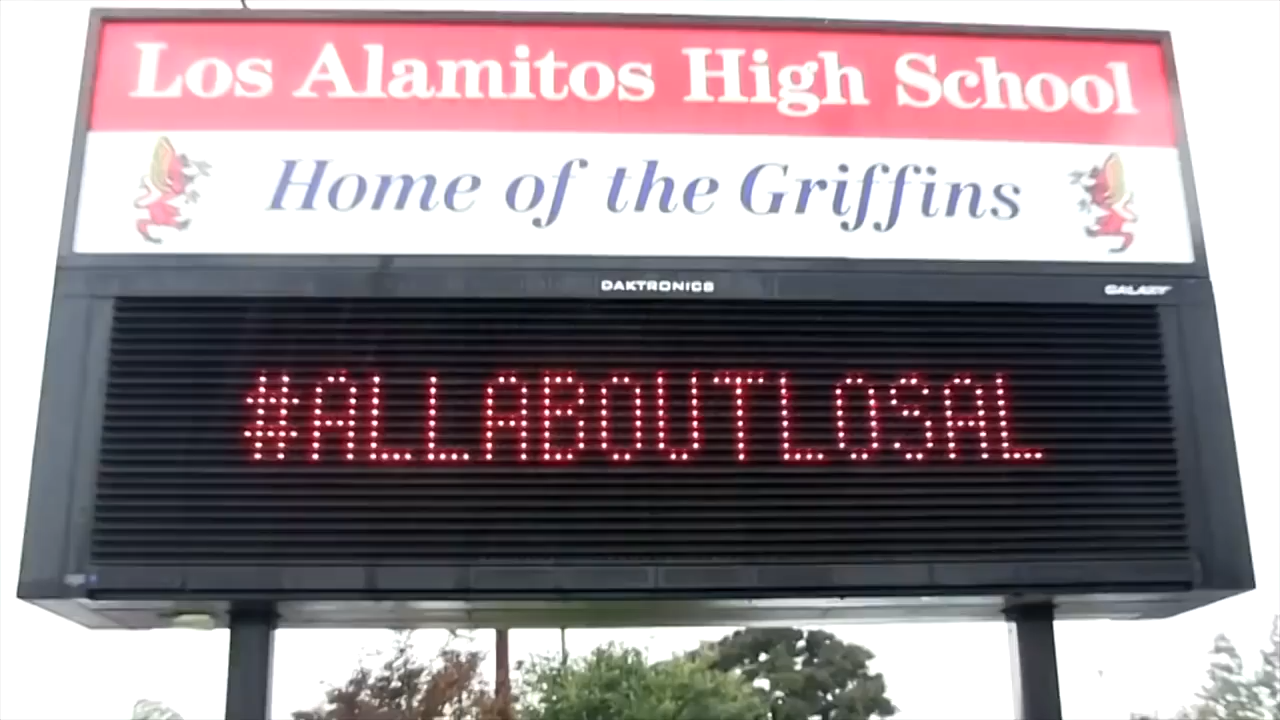 Los Alamitos High School
Home of the Griffins
DAKTRONICS
GALAXY
#ALLABOUTLOSAL